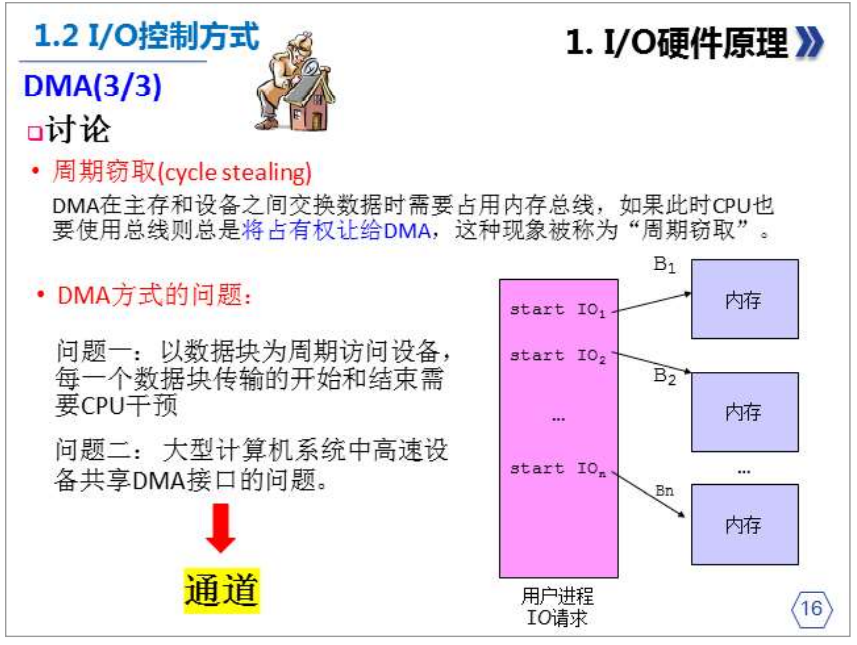 1.2 I/O控制方式
1. I/O硬件原理
DMA(3/3)
讨论
• 周期窃取(cycle stealing)
DMA在主存和设备之间交换数据时需要占用内存总线，如果此时CPU也
要使用总线则总是将占有权让给DMA，这种现象被称为“周期窃取”。
• DMA方式的问题：
问题一：以数据块为周期访问设备，
每一个数据块传输的开始和结束需
要CPU干预
问题二： 大型计算机系统中高速设
备共享DMA接口的问题。
通道
start IO₁
start IO₂
…
start IOₙ
用户进程
IO请求
B₁
内存
B₂
内存
…
Bn
内存
16